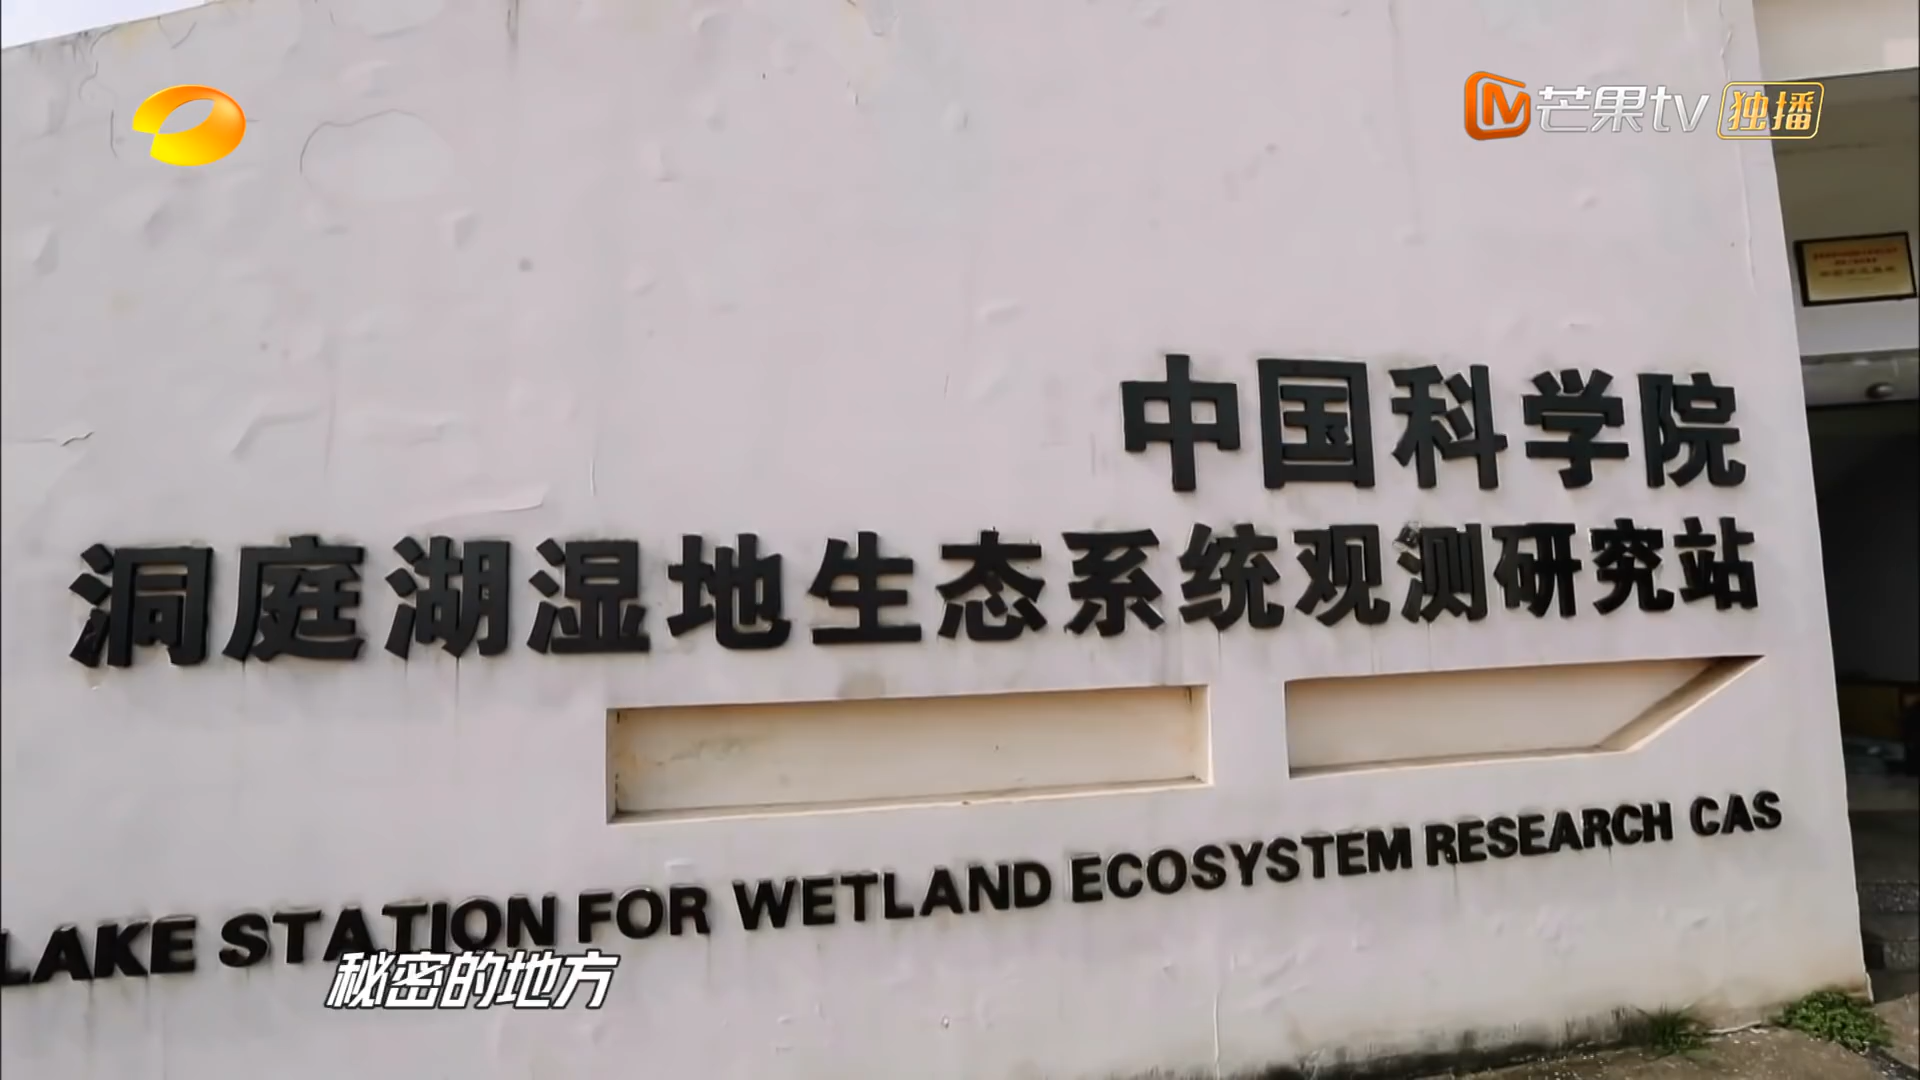 芒果tv 独播
中国科学院
洞庭湖湿地生态系统观测研究站
LAKE STATION FOR WETLAND ECOSYSTEM RESEARCH CAS
秘密的地方